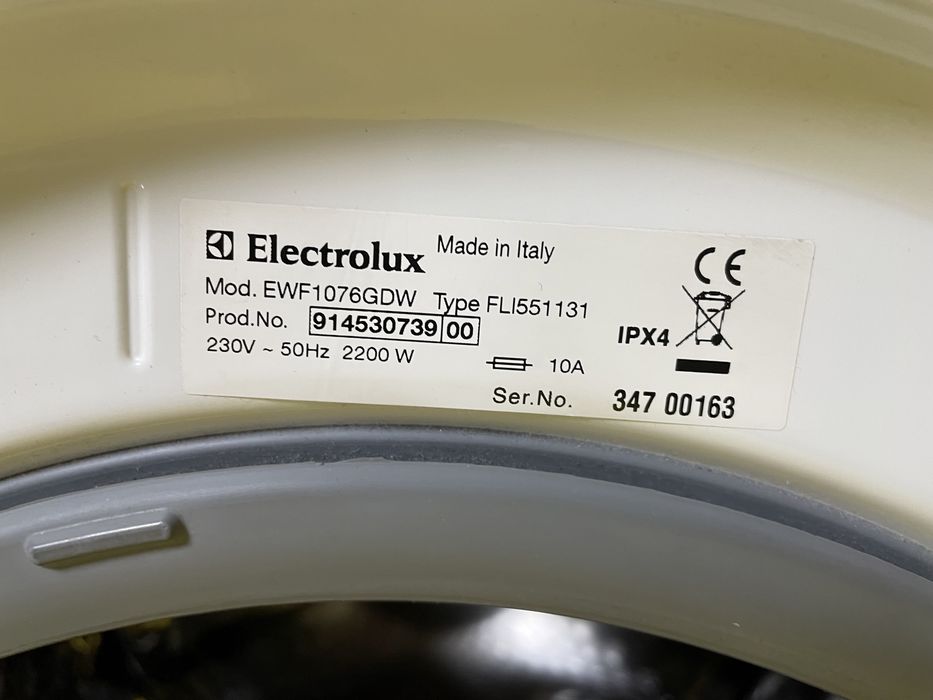 Electrolux Made in Italy
Mod. EWF1076GDW Type FLI551131
Prod.No. 914530739 00
230V ~ 50Hz 2200 W
10A
IPX4
CE
Ser.No. 347 00163